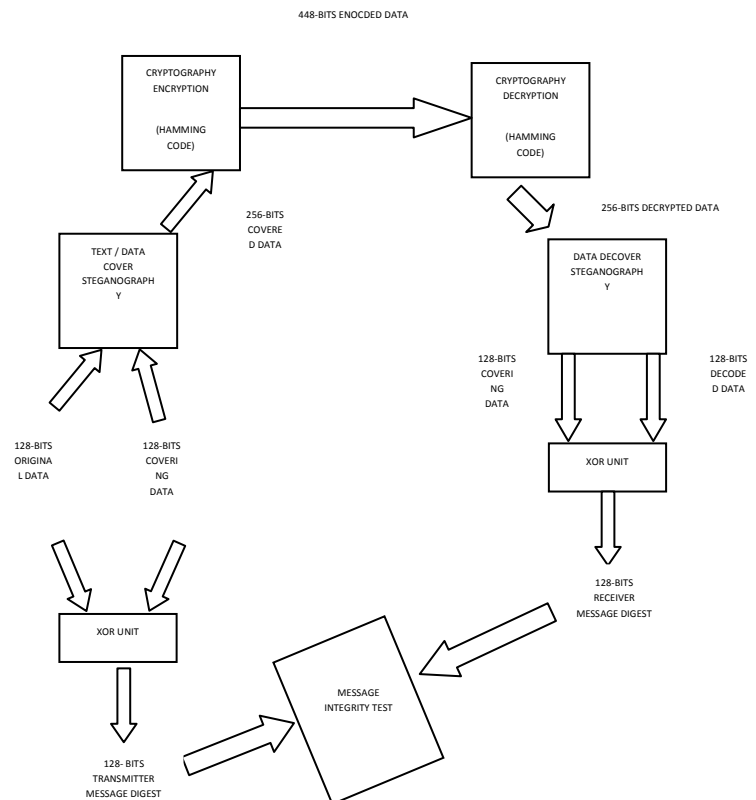 448-BITS ENOCDED DATA
CRYPTOGRAPHY
ENCRYPTION
(HAMMING
CODE)
CRYPTOGRAPHY
DECRYPTION
(HAMMING
CODE)
256-BITS
COVERE
D DATA
256-BITS DECRYPTED DATA
TEXT / DATA
COVER
STEGANOGRAPH
Y
DATA DECOVER
STEGANOGRAPH
Y
128-BITS
COVERI
NG
DATA
128-BITS
DECODE
D DATA
128-BITS
ORIGINA
L DATA
128-BITS
COVERI
NG
DATA
XOR UNIT
128-BITS
RECEIVER
MESSAGE DIGEST
XOR UNIT
MESSAGE
INTEGRITY TEST
128- BITS
TRANSMITTER
MESSAGE DIGEST